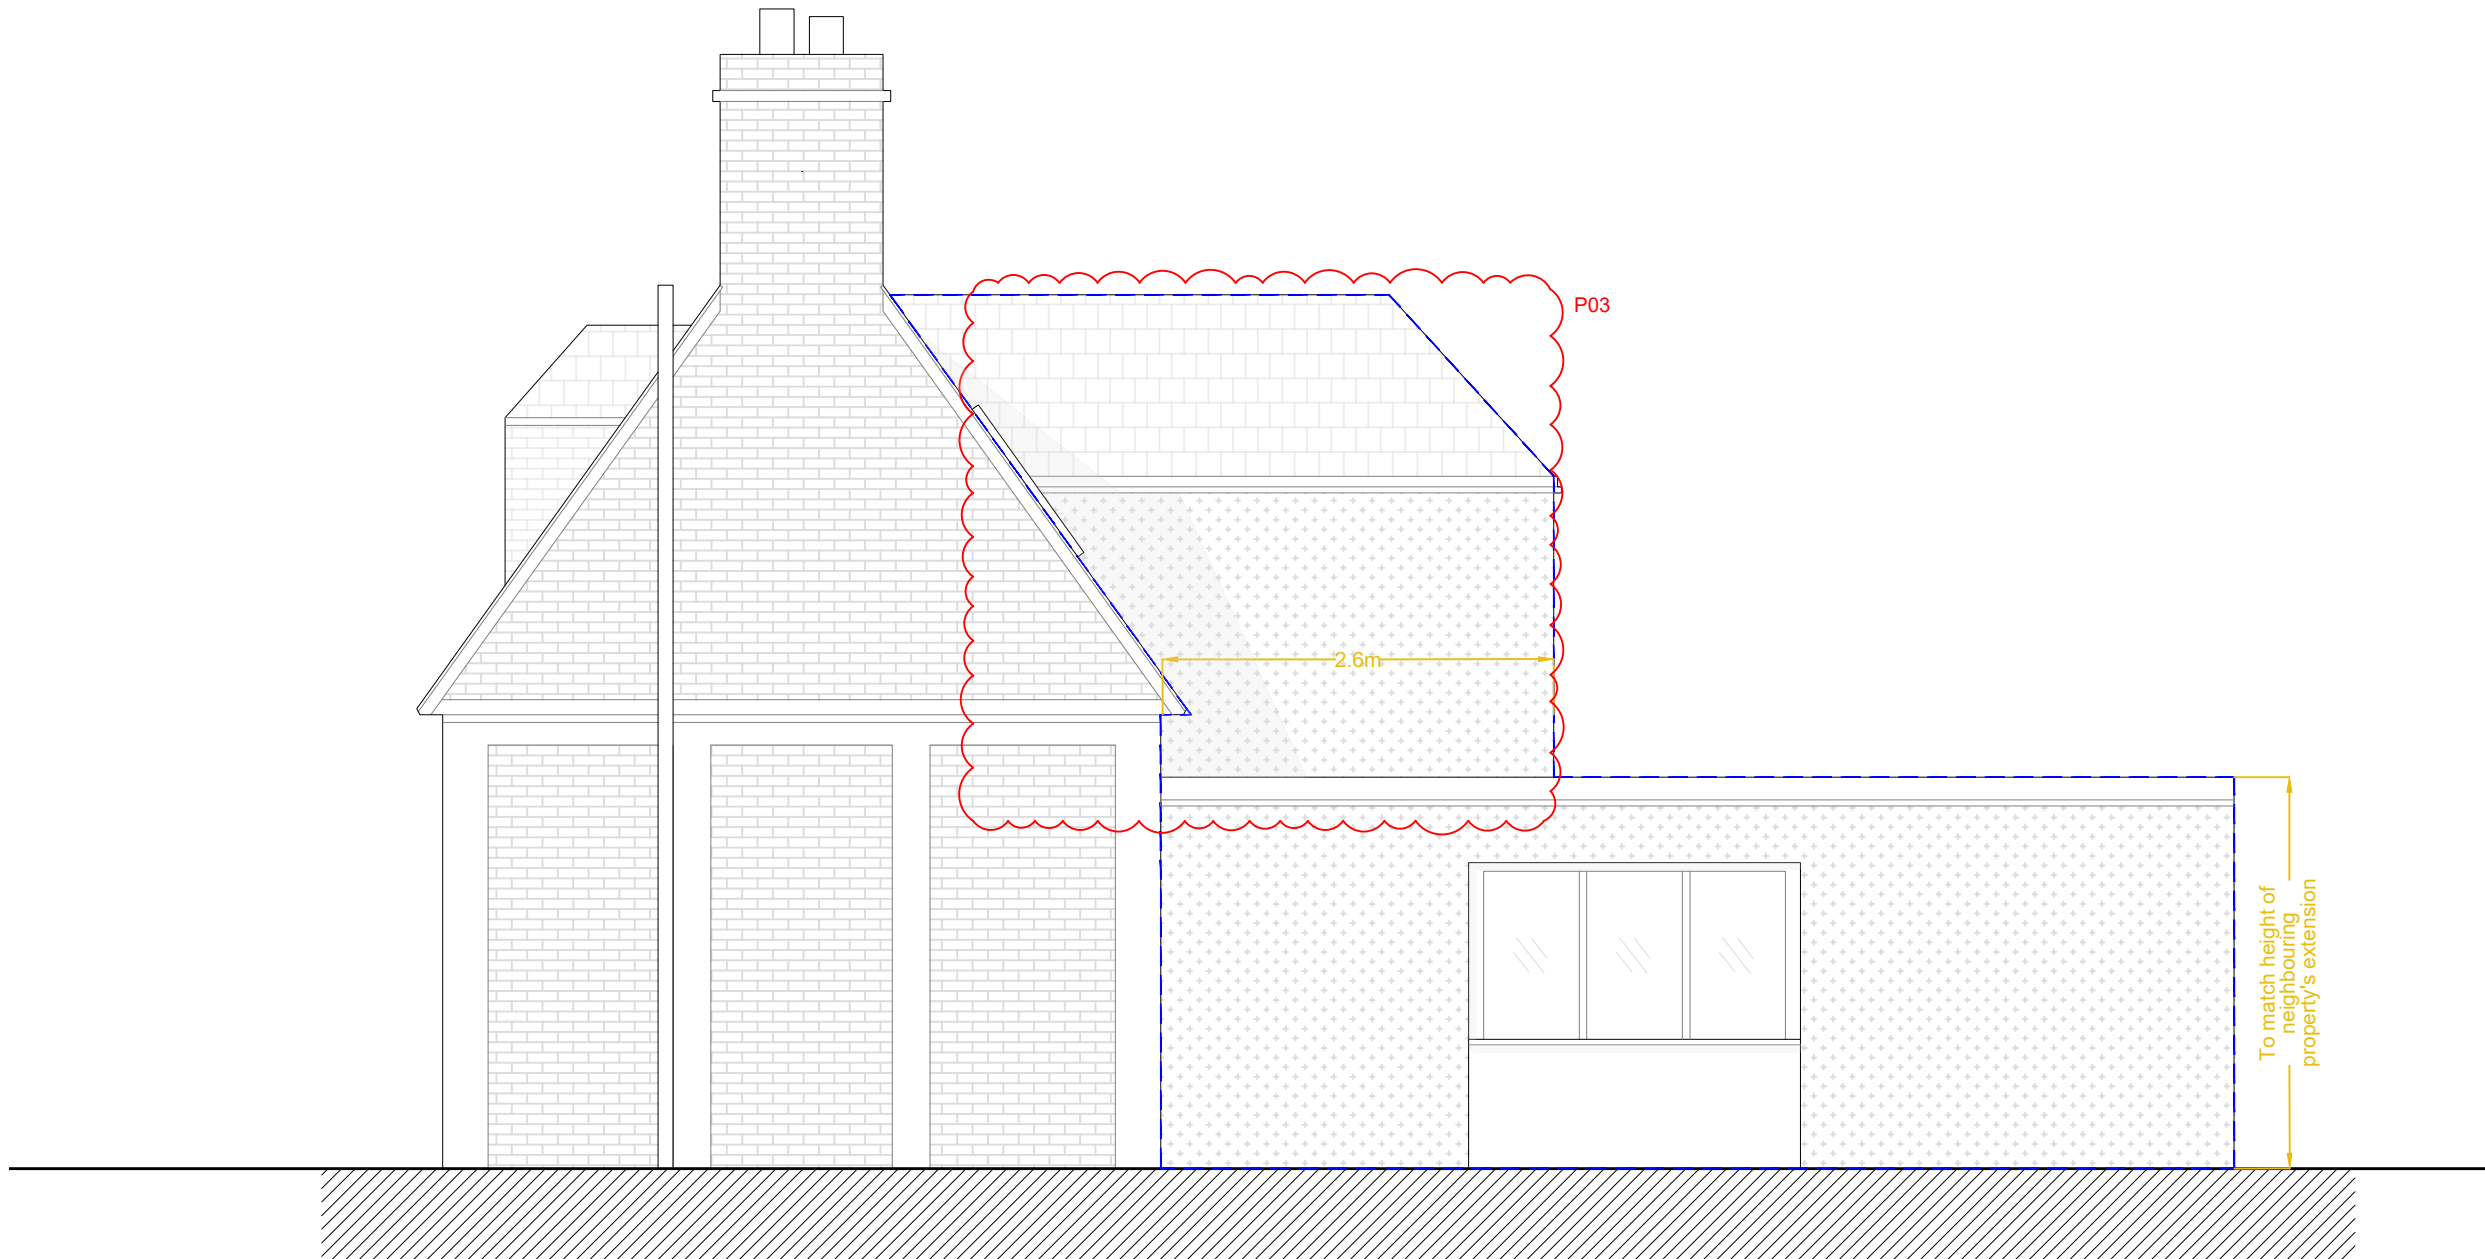 P03
2.6m
To match height of
neighbouring
property's extension